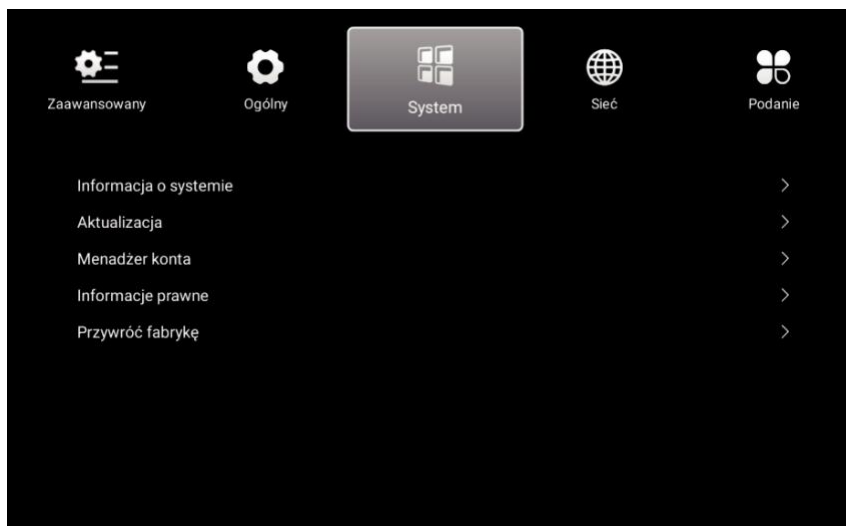 Zaawansowany
Ogólny
System
Sieć
Podanie
Informacja o systemie
Aktualizacja
Menadżer konta
Informacje prawne
Przywróć fabrykę